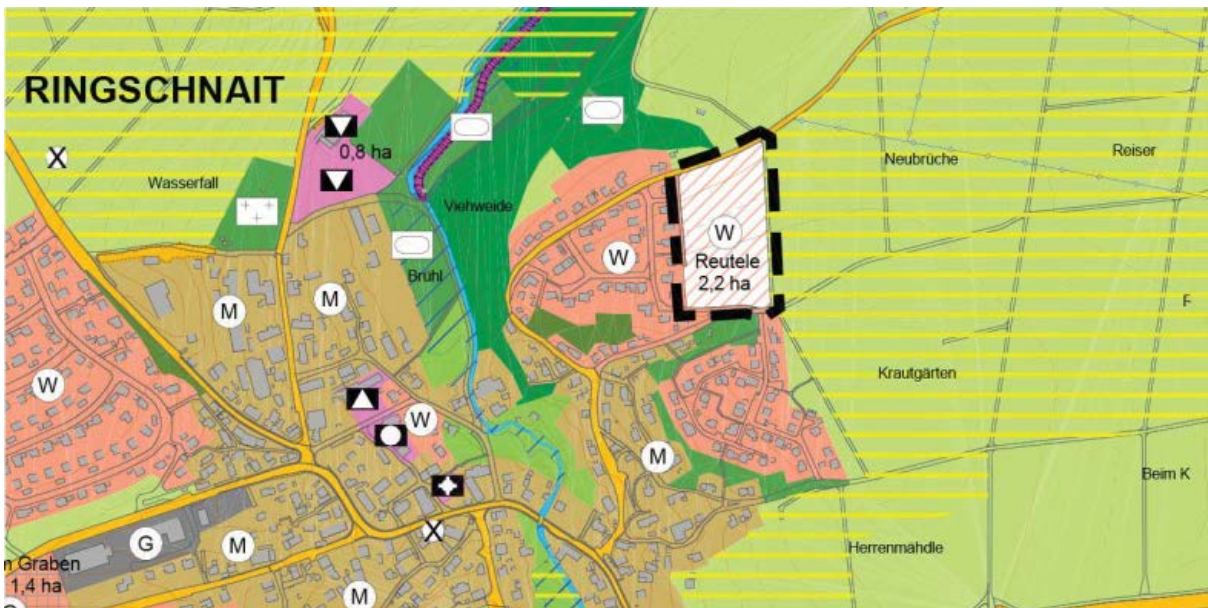 RINGSCHNAIT
X
0,8 ha
Wasserfall
Viehweide
Neubrüche
Reiser
W
Reutele
2,2 ha
W
Brühl
M
M
F
W
Krautgärten
W
M
Beim K
X
G
M
Herrenmähdle
m Graben
1,4 ha
M